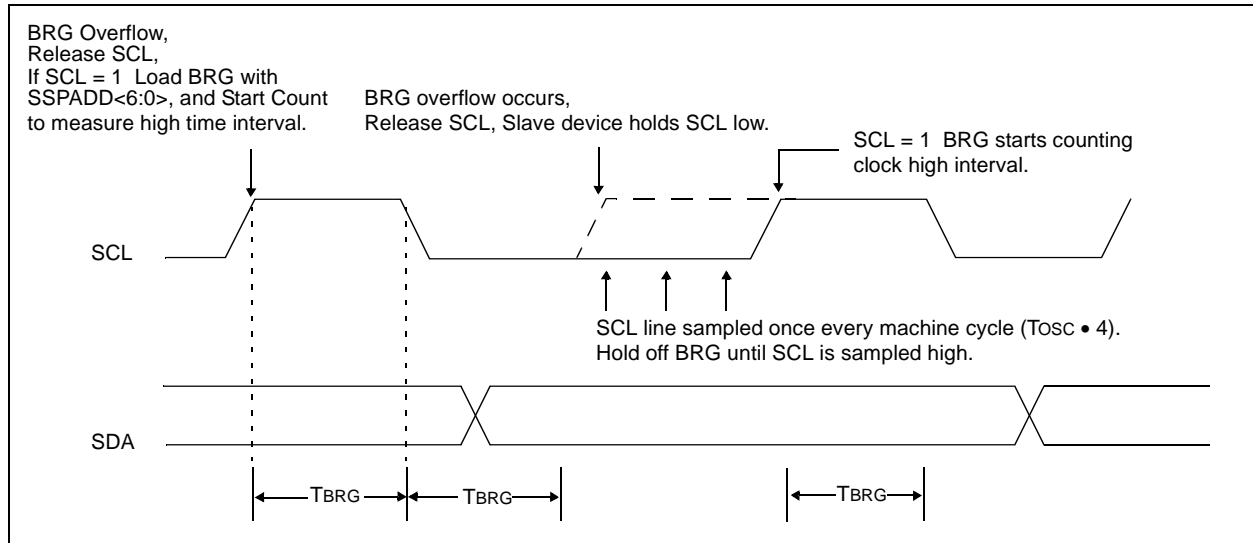 BRG Overflow,
Release SCL,
If SCL = 1 Load BRG with
SSPADD<6:0>, and Start Count
to measure high time interval.
BRG overflow occurs,
Release SCL, Slave device holds SCL low.
SCL = 1 BRG starts counting
clock high interval.
SCL
SCL line sampled once every machine cycle (TOSC • 4).
Hold off BRG until SCL is sampled high.
SDA
TBRG
TBRG
TBRG